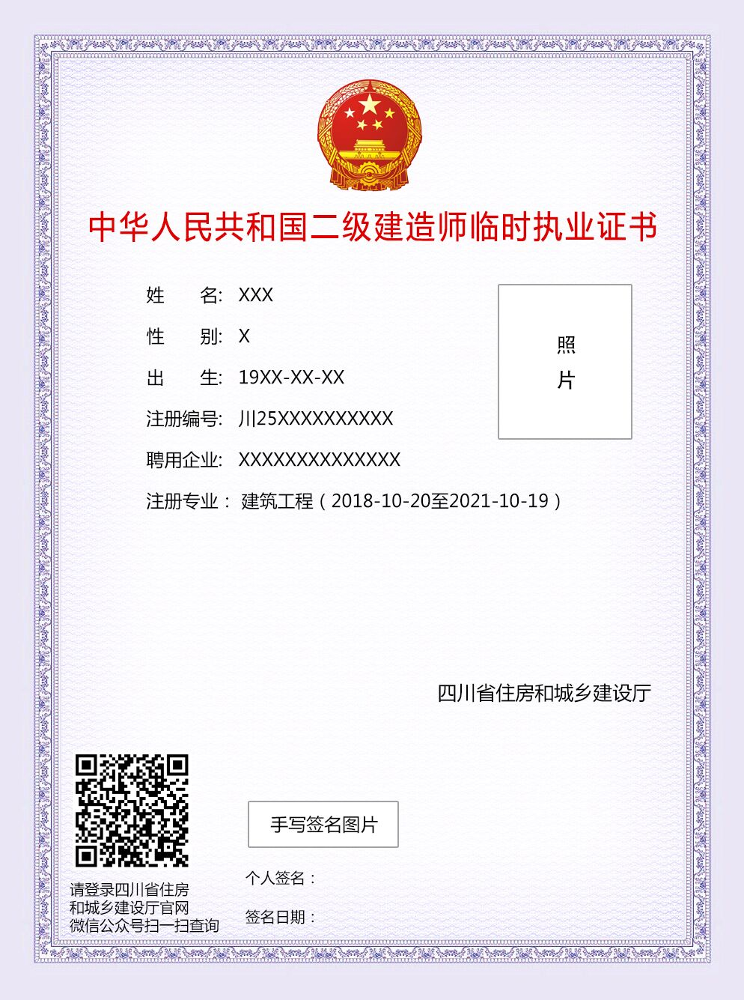 中华人民共和国二级建造师临时执业证书
姓 名: XXX
性 别: X
出 生: 19XX-XX-XX
注册编号: 川25XXXXXXXXXX
聘用企业: XXXXXXXXXXXXXX
注册专业： 建筑工程（2018-10-20至2021-10-19）
照
片
四川省住房和城乡建设厅
手写签名图片
个人签名：
签名日期：
请登录四川省住房
和城乡建设厅官网
微信公众号扫一扫查询